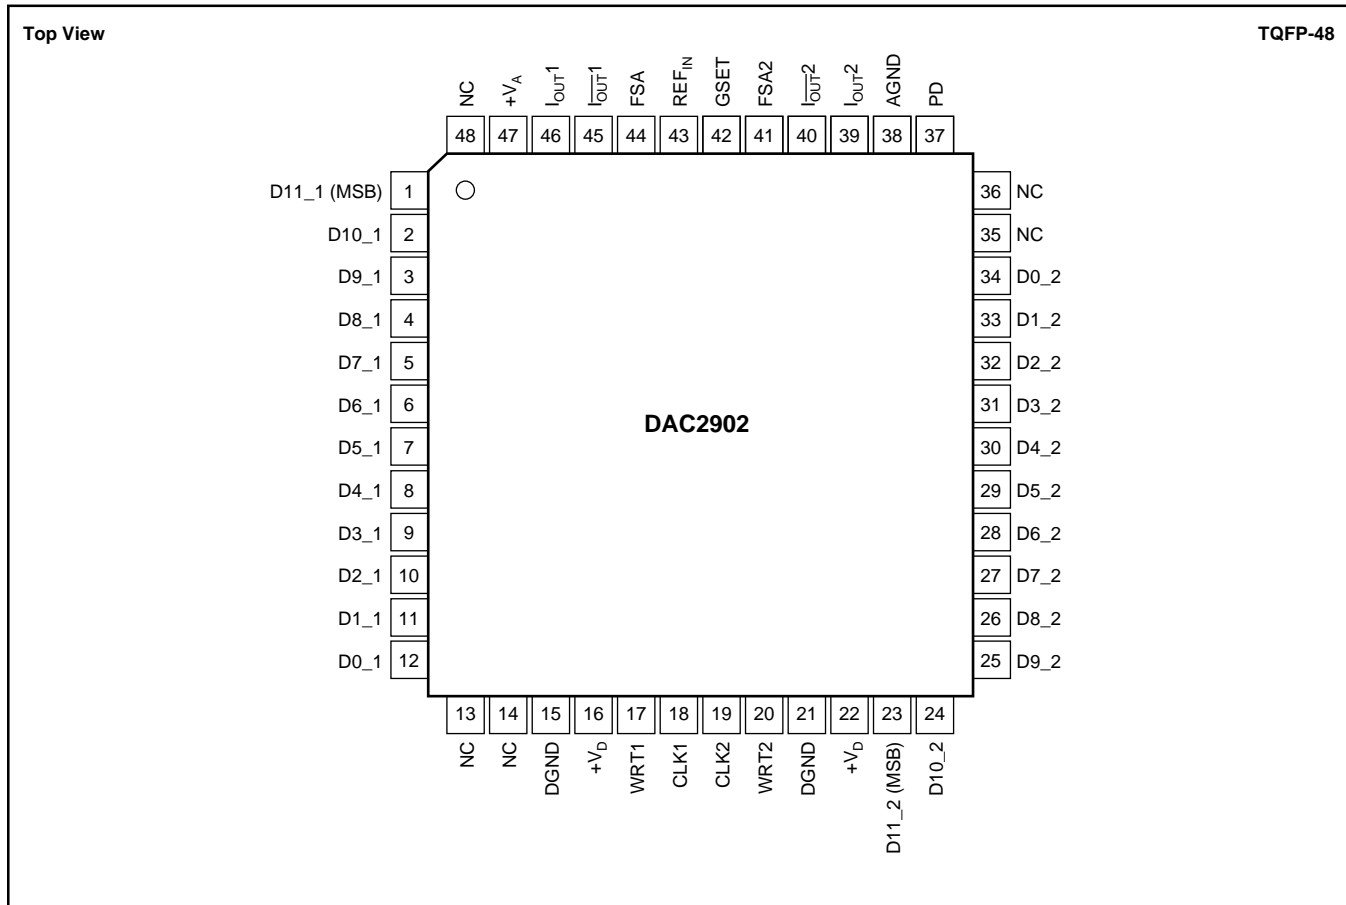 Top View
TQFP-48
NC
+VA
IOUT1
I̅O̅U̅T̅1
FSA
REFIN
GSET
FSA2
I̅O̅U̅T̅2
IOUT2
AGND
PD
48 47 46 45 44 43 42 41 40 39 38 37
D11_1 (MSB) 1
D10_1 2
D9_1 3
D8_1 4
D7_1 5
D6_1 6
D5_1 7
D4_1 8
D3_1 9
D2_1 10
D1_1 11
D0_1 12
DAC2902
36 NC
35 NC
34 D0_2
33 D1_2
32 D2_2
31 D3_2
30 D4_2
29 D5_2
28 D6_2
27 D7_2
26 D8_2
25 D9_2
13 14 15 16 17 18 19 20 21 22 23 24
NC
NC
DGND
+VD
WRT1
CLK1
CLK2
WRT2
DGND
+VD
D11_2 (MSB)
D10_2